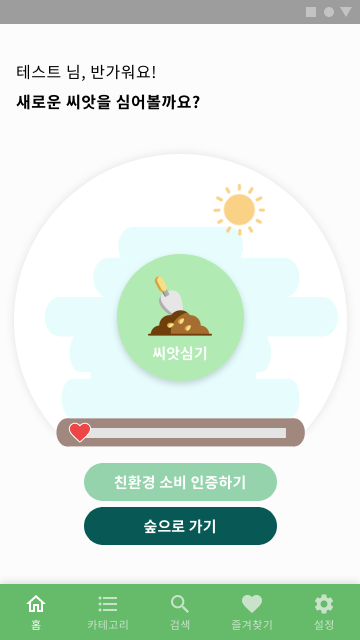 테스트 님, 반가워요!
새로운 씨앗을 심어볼까요?
씨앗심기
친환경 소비 인증하기
숲으로 가기
홈 카테고리 검색 즐겨찾기 설정